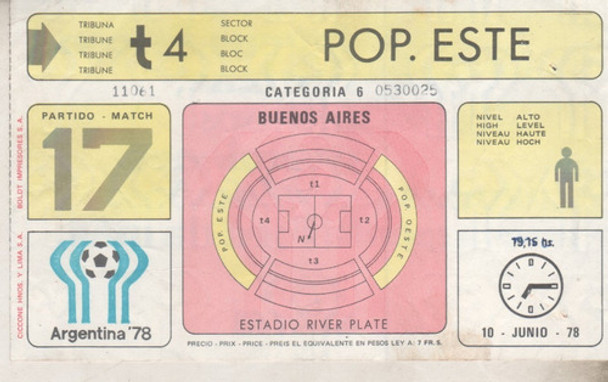 TRIBUNA
TRIBUNE
TRIBUNE
TRIBUNE
t 4
SECTOR
BLOCK
BLOC
BLOCK
POP. ESTE
11061
CATEGORIA 6 0530025
PARTIDO - MATCH
17
BUENOS AIRES
t1
t4
t2
t3
N
POP. ESTE
POP. OESTE
ESTADIO RIVER PLATE
NIVEL ALTO
HIGH LEVEL
NIVEAU HAUTE
NIVEAU HOCH
Argentina '78
19,15 hs.
10 - JUNIO - 78
PRECIO - PRIX - PRICE - PREIS EL EQUIVALENTE EN PESOS LEY A: 7 FR S.
BOLDT IMPRESORES S.A.
CICCONE HNOS. Y LIMA S.A.